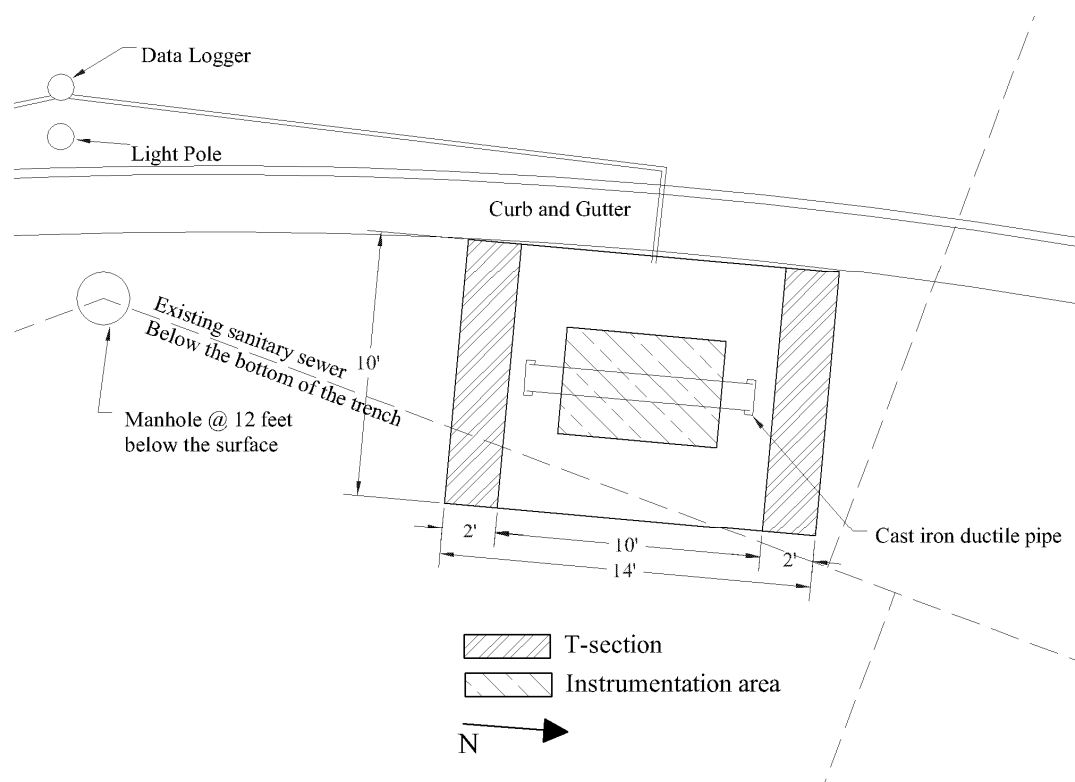 Data Logger
Light Pole
Curb and Gutter
Existing sanitary sewer
Below the bottom of the trench
10'
Manhole @ 12 feet
below the surface
Cast iron ductile pipe
2'
10'
2'
14'
T-section
Instrumentation area
N